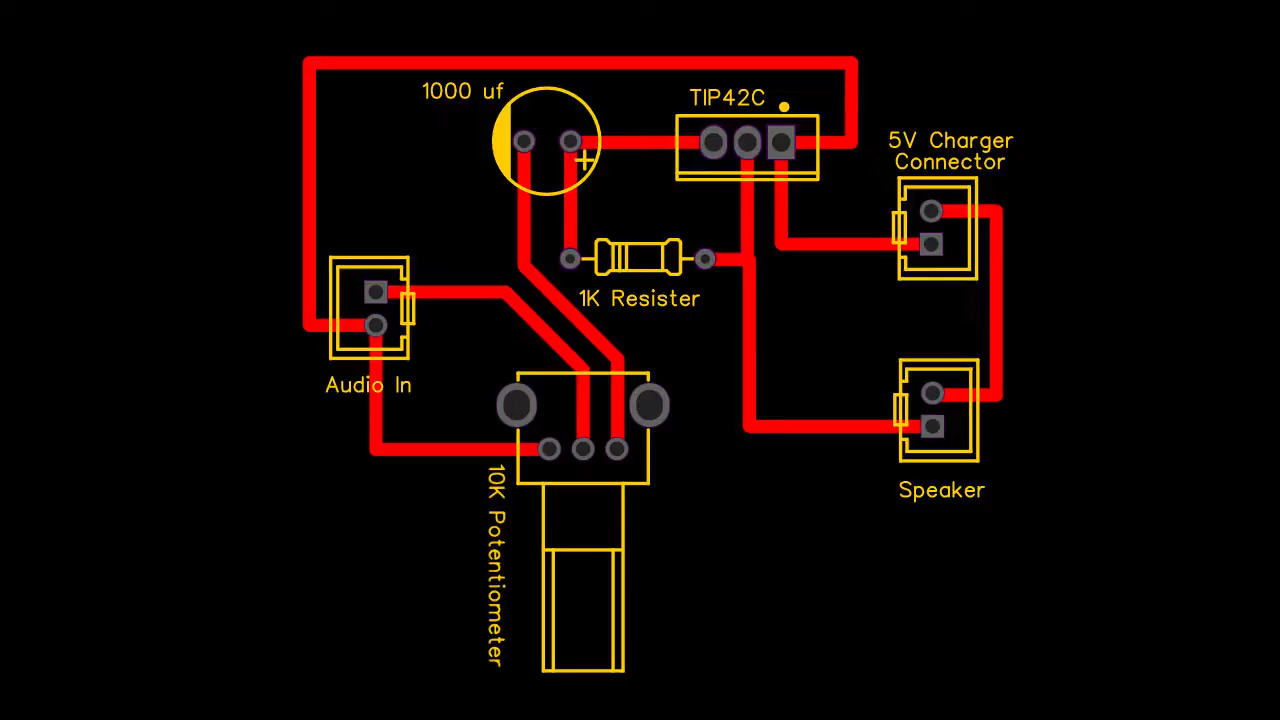 1000 uf
TIP42C
5V Charger
Connector
+
1K Resister
Audio In
10K Potentiometer
Speaker